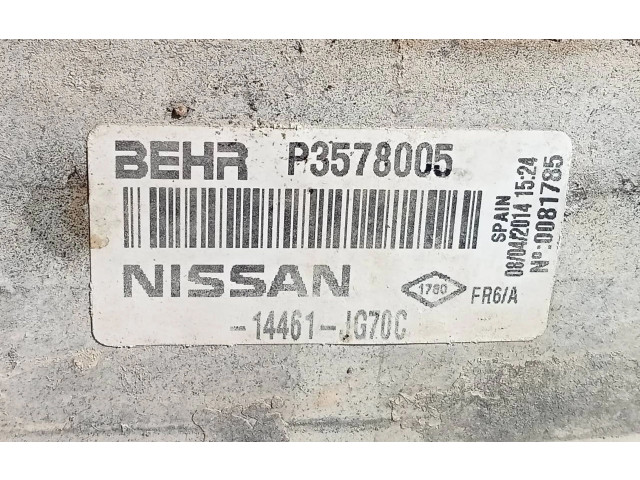 BEHR P3578005
NISSAN
1780 FR6/A
-14461-JG70C
SPAIN
08/04/2014 15:24
Nº:0081785